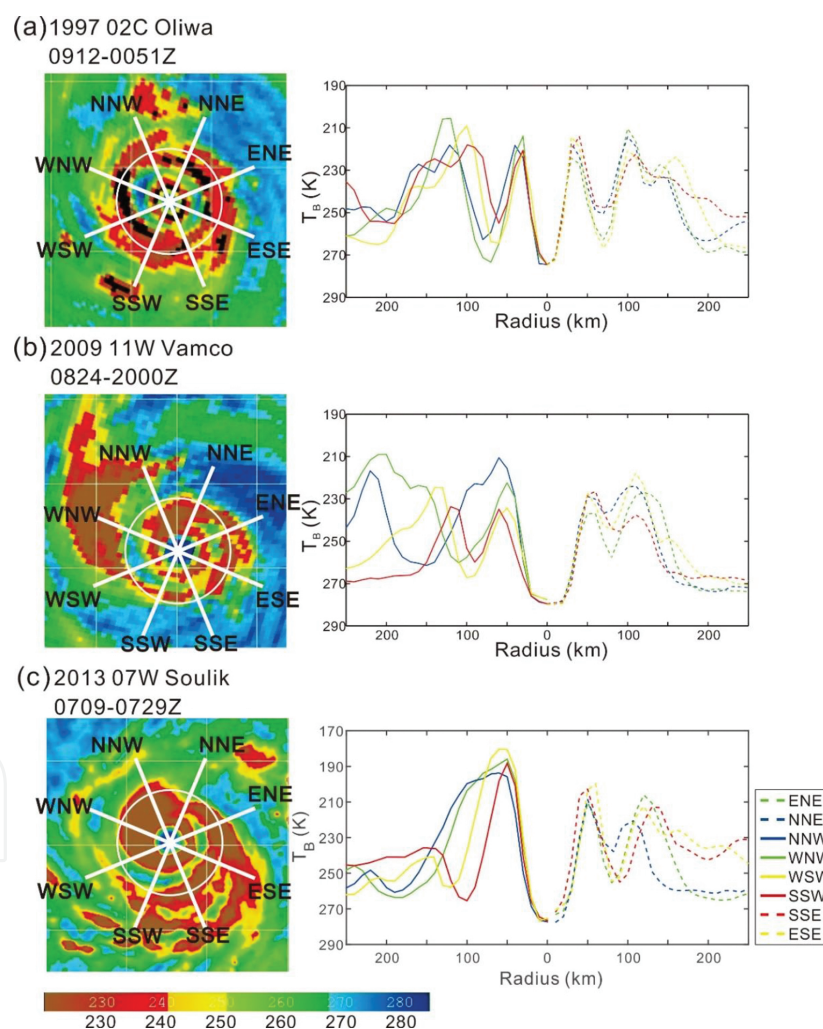 (a) 1997 02C Oliwa
0912-0051Z
NNW NNE
WNW ENE
WSW ESE
SSW SSE
190
210
230
250
270
290
T_B (K)
200 100 0 100 200
Radius (km)
(b) 2009 11W Vamco
0824-2000Z
NNW NNE
WNW ENE
WSW ESE
SSW SSE
190
210
230
250
270
290
T_B (K)
200 100 0 100 200
Radius (km)
(c) 2013 07W Soulik
0709-0729Z
NNW NNE
WNW ENE
WSW ESE
SSW SSE
170
190
210
230
250
270
290
T_B (K)
200 100 0 100 200
Radius (km)
ENE
NNE
NNW
WNW
WSW
SSW
SSE
ESE
230 240 250 260 270 280
230 240 250 260 270 280